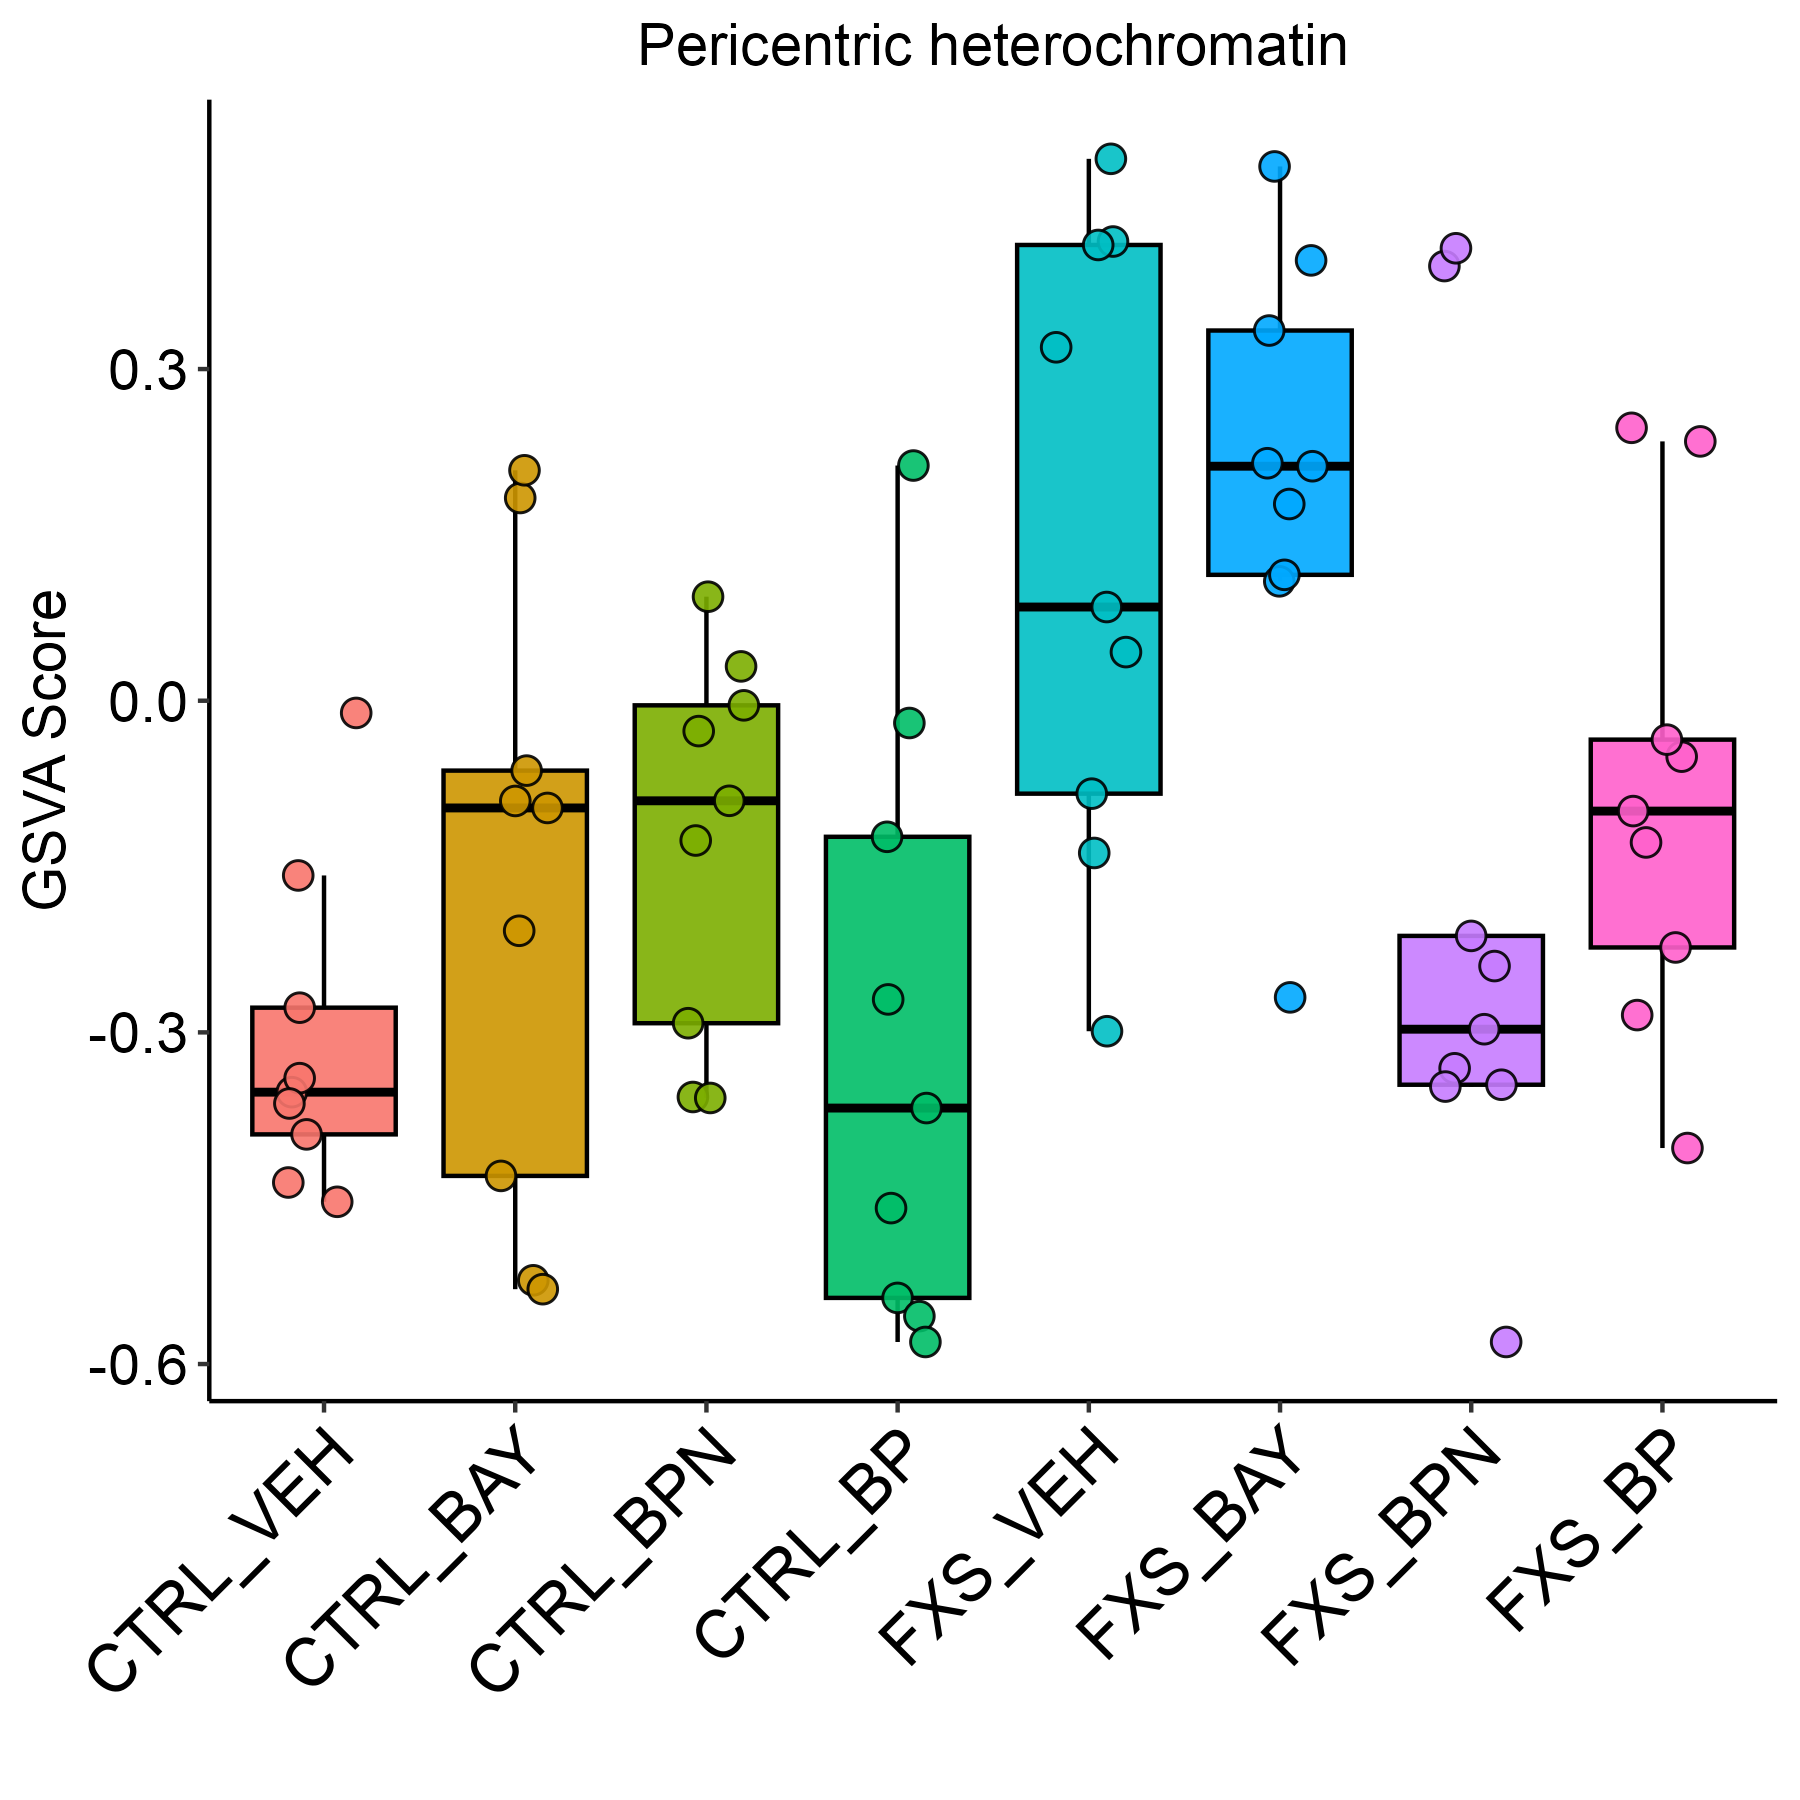 Pericentric heterochromatin
GSVA Score
0.3
0.0
-0.3
-0.6
CTRL_VEH
CTRL_BAY
CTRL_BPN
CTRL_BP
FXS_VEH
FXS_BAY
FXS_BPN
FXS_BP